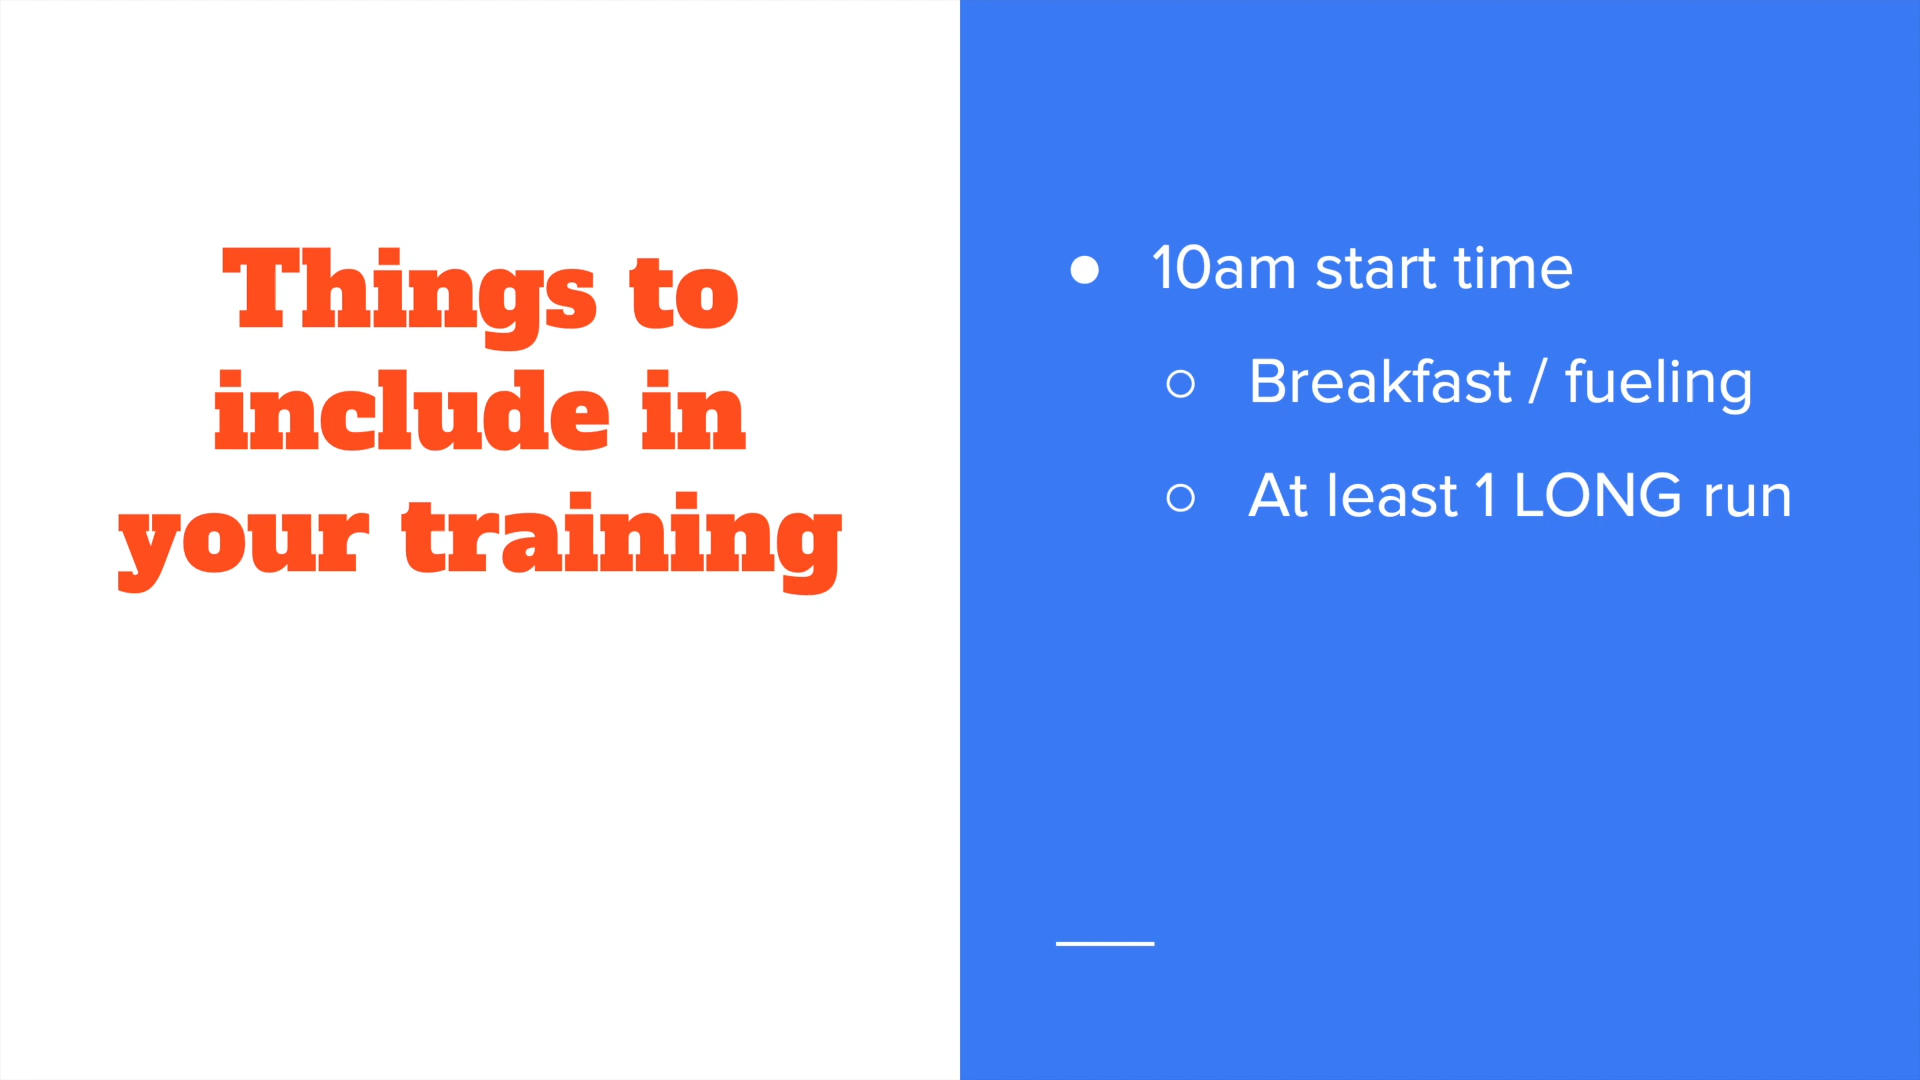 Things to
include in
your training
● 10am start time
○ Breakfast / fueling
○ At least 1 LONG run